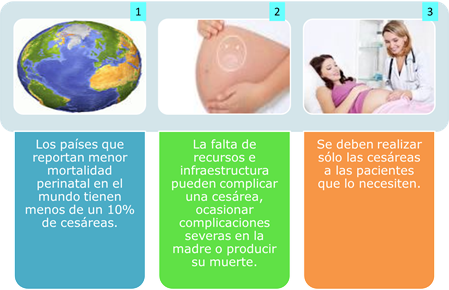 1
2
3
Los países que
reportan menor
mortalidad
perinatal en el
mundo tienen
menos de un 10%
de cesáreas.
La falta de
recursos e
infraestructura
pueden complicar
una cesárea,
ocasionar
complicaciones
severas en la
madre o producir
su muerte.
Se deben realizar
sólo las cesáreas
a las pacientes
que lo necesiten.